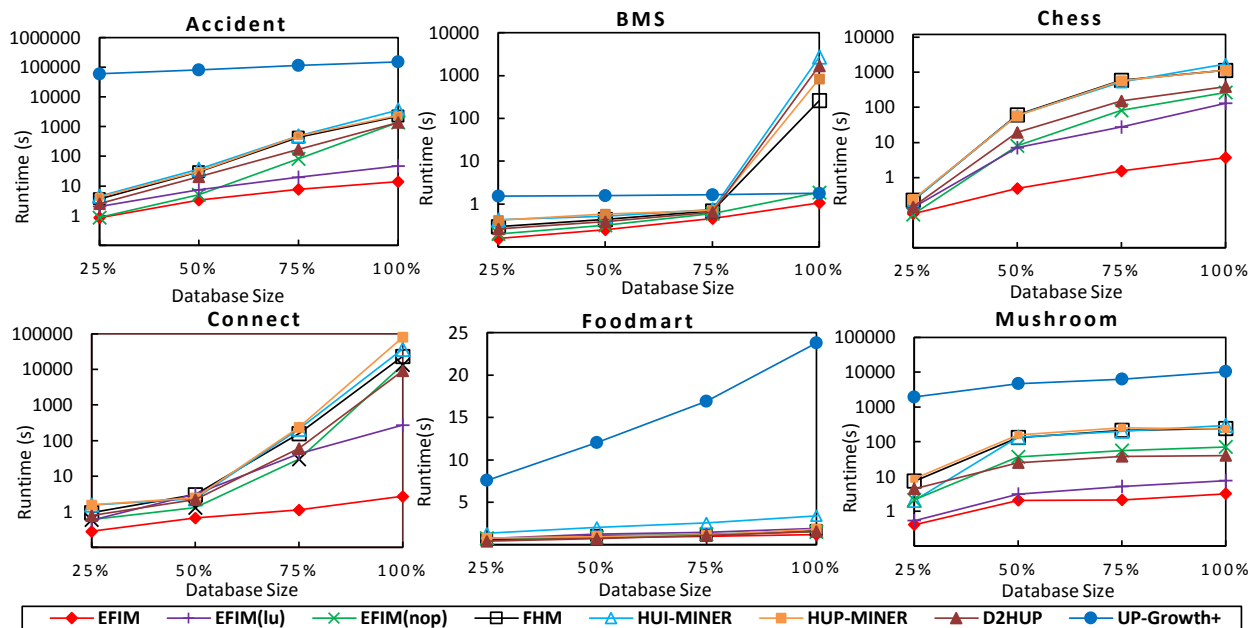 Accident
1000000
100000
10000
1000
100
10
1
Runtime (s)
25% 50% 75% 100%
Database Size
BMS
10000
1000
100
10
1
Runtime (s)
25% 50% 75% 100%
Database Size
Chess
10000
1000
100
10
1
Runtime (s)
25% 50% 75% 100%
Database Size
Connect
100000
10000
1000
100
10
1
Runtime (s)
25% 50% 75% 100%
Database Size
Foodmart
25
20
15
10
5
Runtime(s)
25% 50% 75% 100%
Database Size
Mushroom
100000
10000
1000
100
10
1
Runtime(s)
25% 50% 75% 100%
Database Size
EFIM EFIM(lu) EFIM(nop) FHM HUI-MINER HUP-MINER D2HUP UP-Growth+